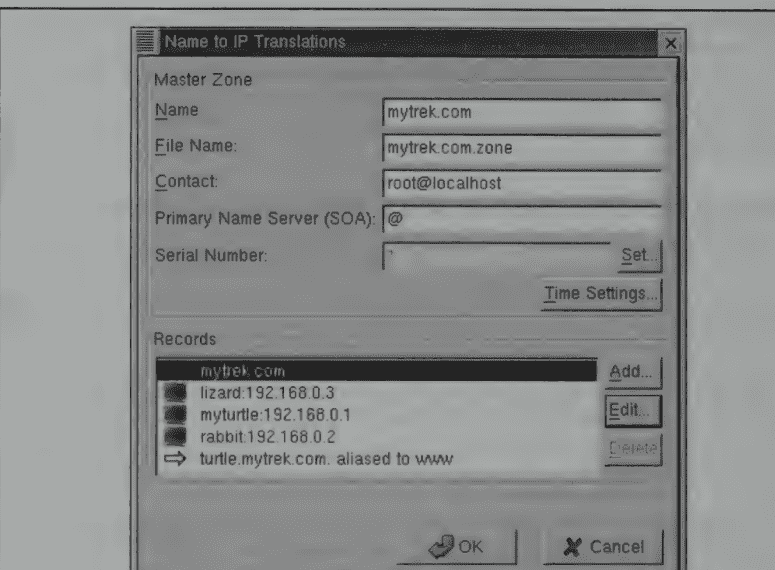 Name to IP Translations
Master Zone
Name mytrek.com
File Name: mytrek.com.zone
Contact: root@localhost
Primary Name Server (SOA): @
Serial Number: Set...
Time Settings...
Records
mytrek.com Add...
lizard:192.168.0.3
myturtle:192.168.0.1 Edit...
rabbit:192.168.0.2
turtle.mytrek.com. aliased to www Delete
OK Cancel